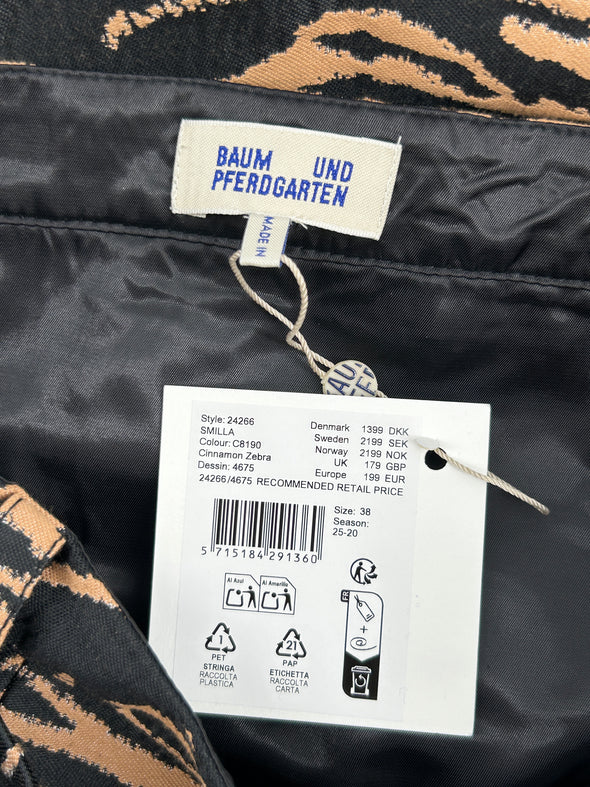 BAUM UND
PFERDGARTEN
MADE IN
Style: 24266
SMILLA
Colour: C8190
Cinnamon Zebra
Dessin: 4675
24266/4675 RECOMMENDED RETAIL PRICE
Denmark 1399 DKK
Sweden 2199 SEK
Norway 2199 NOK
UK 179 GBP
Europe 199 EUR
Size: 38
Season:
25-20
5 715184 291360
Al Azul
Al Amarillo
FR
+
1
PET
STRINGA
RACCOLTA
PLASTICA
21
PAP
ETICHETTA
RACCOLTA
CARTA